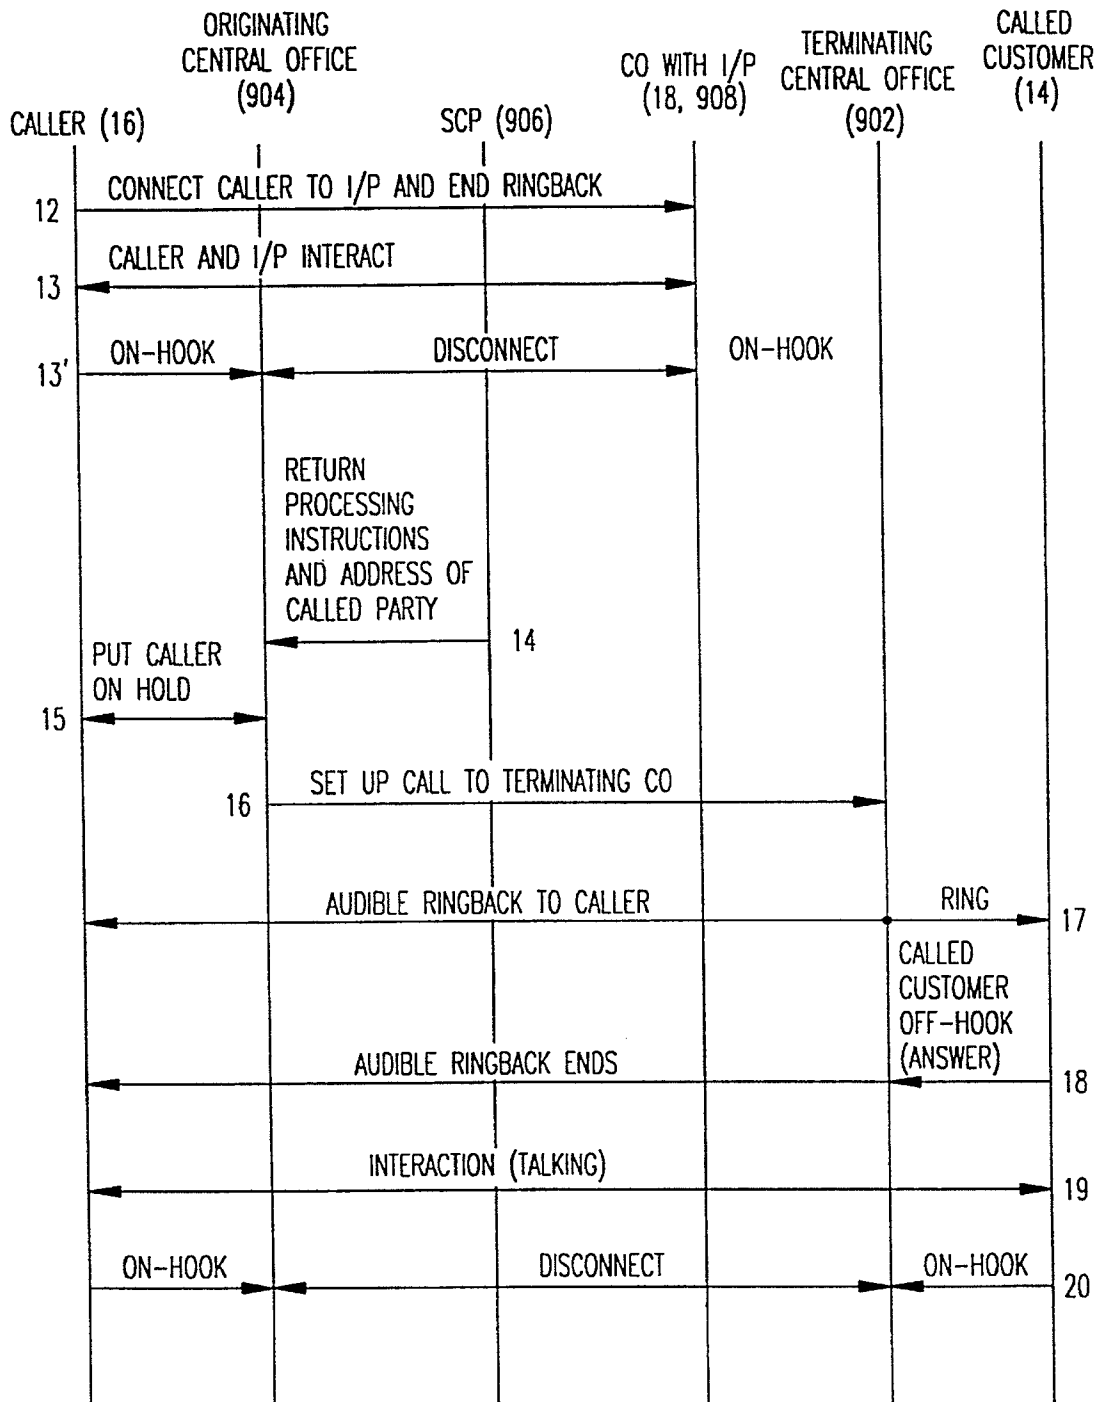 ORIGINATING
CENTRAL OFFICE
(904)
CALLED
CUSTOMER
(14)
TERMINATING
CENTRAL OFFICE
(902)
CO WITH I/P
(18, 908)
CALLER (16)
SCP (906)
CONNECT CALLER TO I/P AND END RINGBACK
12
CALLER AND I/P INTERACT
13
ON-HOOK
DISCONNECT
ON-HOOK
13'
RETURN
PROCESSING
INSTRUCTIONS
AND ADDRESS OF
CALLED PARTY
14
PUT CALLER
ON HOLD
15
SET UP CALL TO TERMINATING CO
16
AUDIBLE RINGBACK TO CALLER
RING
17
CALLED
CUSTOMER
OFF-HOOK
(ANSWER)
AUDIBLE RINGBACK ENDS
18
INTERACTION (TALKING)
19
ON-HOOK
DISCONNECT
ON-HOOK
20